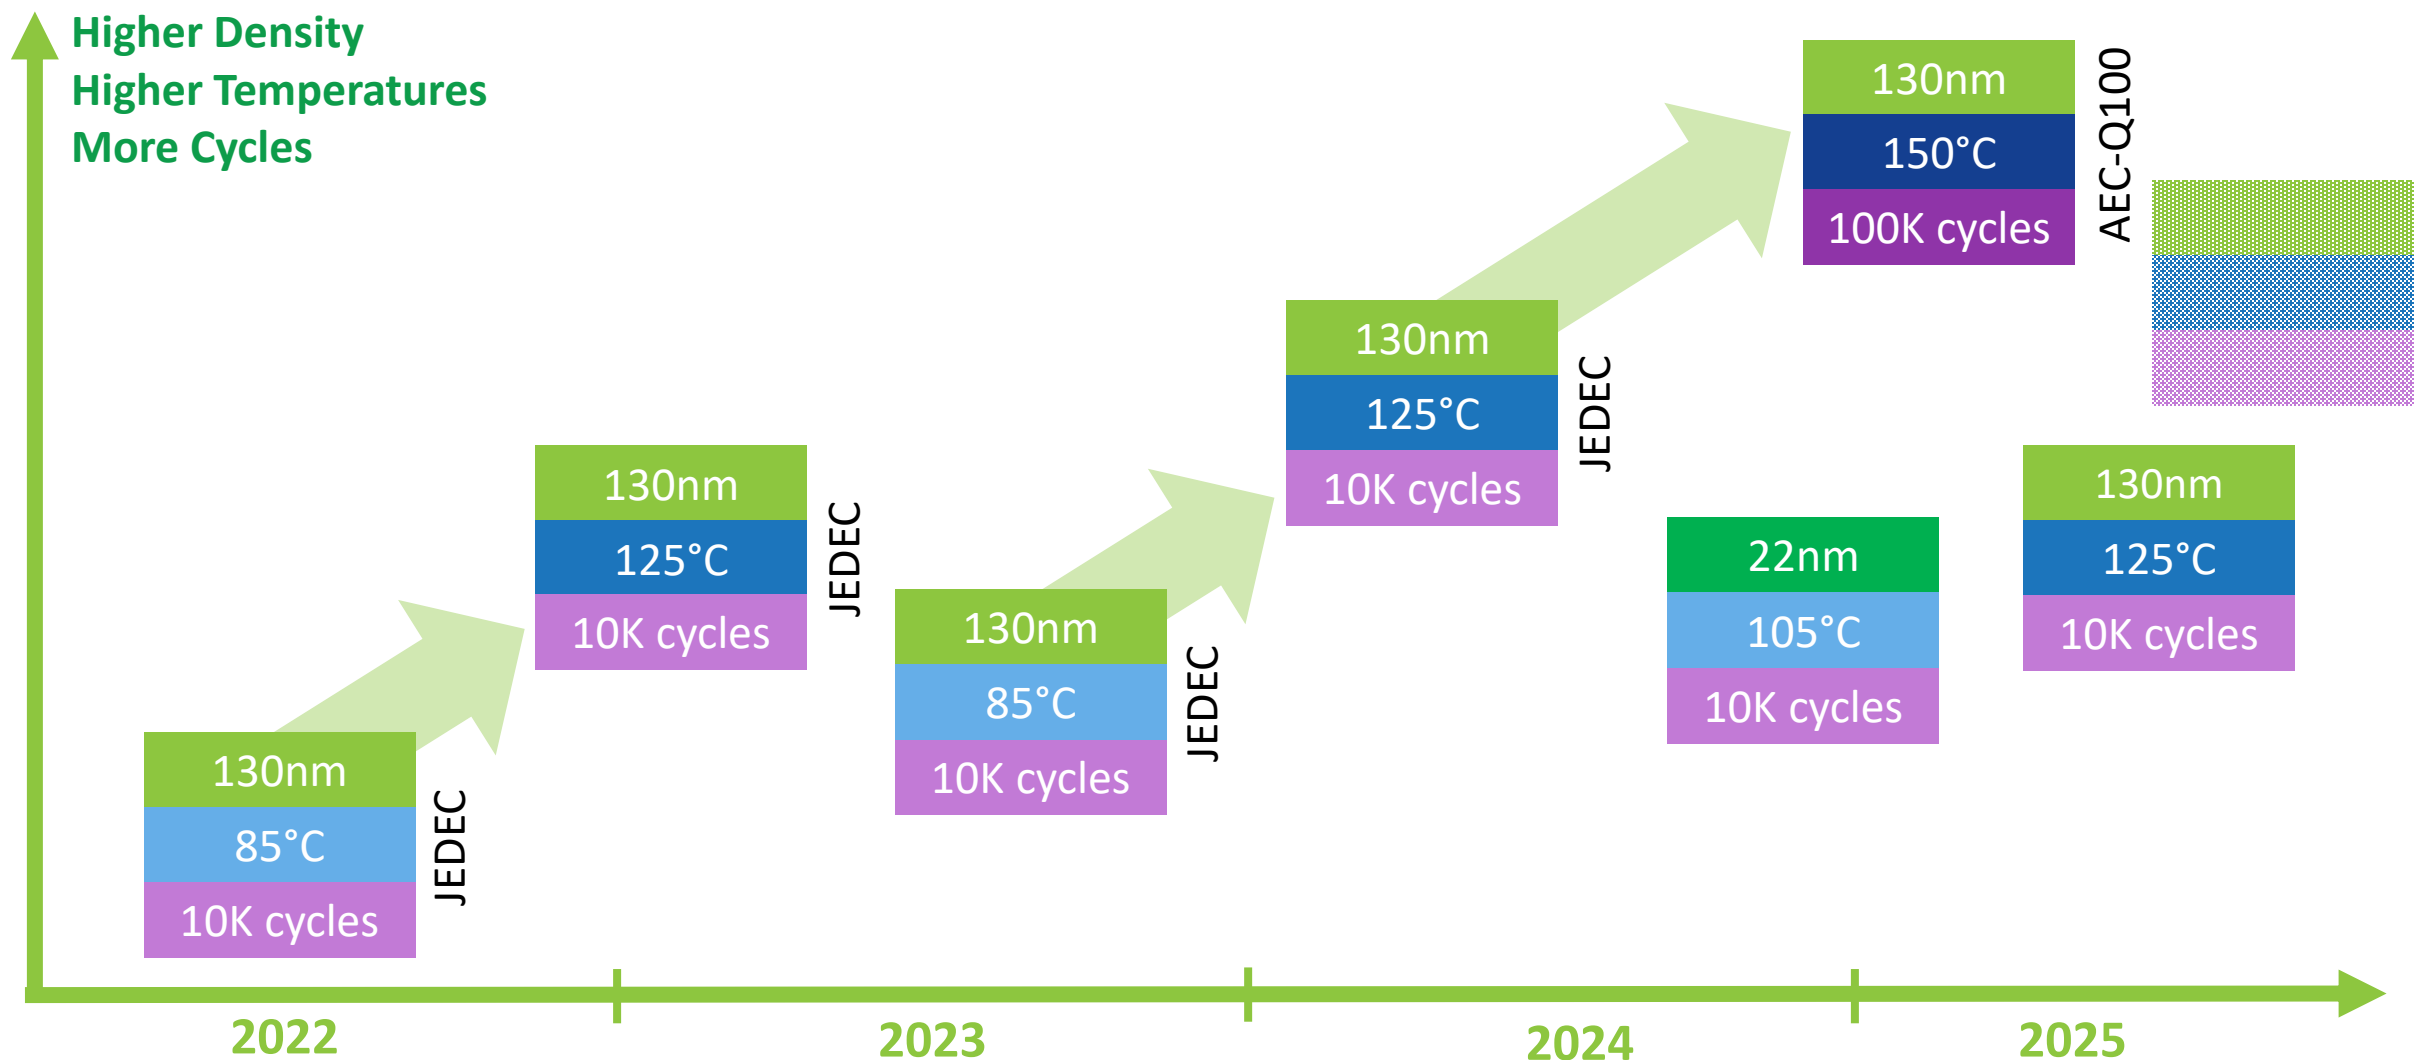 Higher Density
Higher Temperatures
More Cycles
130nm
85°C
10K cycles
JEDEC
130nm
125°C
10K cycles
JEDEC
130nm
85°C
10K cycles
JEDEC
130nm
125°C
10K cycles
JEDEC
130nm
150°C
100K cycles
AEC-Q100
22nm
105°C
10K cycles
130nm
125°C
10K cycles
2022
2023
2024
2025